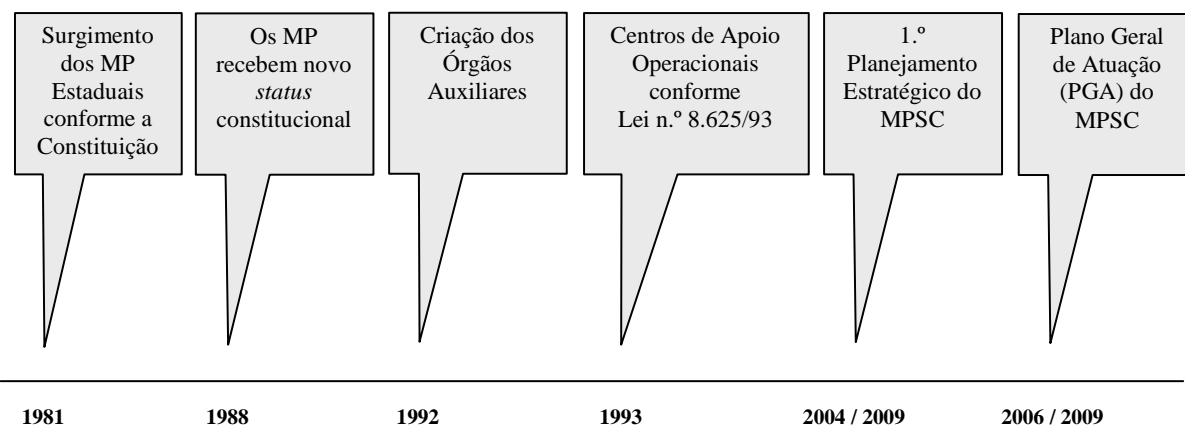 Surgimento
dos MP
Estaduais
conforme a
Constituição
Os MP
recebem novo
status
constitucional
Criação dos
Órgãos
Auxiliares
Centros de Apoio
Operacionais
conforme
Lei n.º 8.625/93
1.º
Planejamento
Estratégico do
MPSC
Plano Geral
de Atuação
(PGA) do
MPSC
1981
1988
1992
1993
2004 / 2009
2006 / 2009